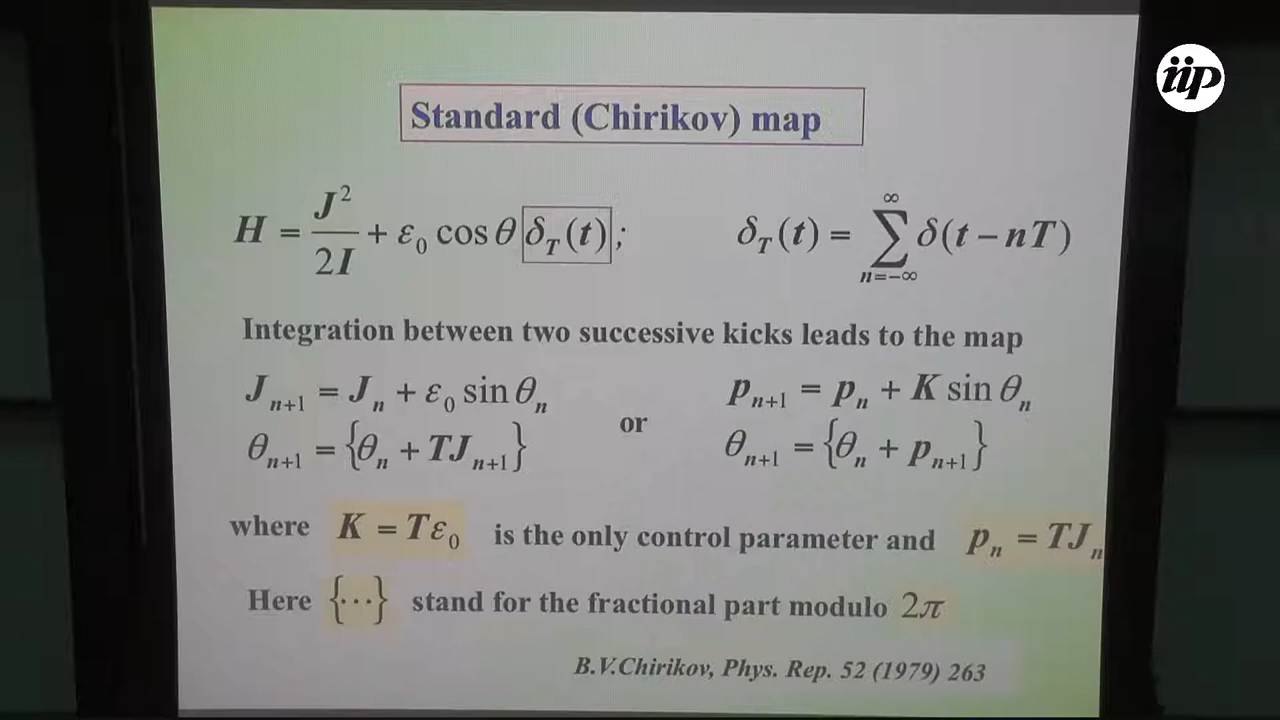 iip
Standard (Chirikov) map
H = J²/2I + ε₀ cos θ δ_T(t); δ_T(t) = ∑_{n=−∞}^{∞} δ(t − nT)
Integration between two successive kicks leads to the map
J_{n+1} = J_n + ε₀ sin θ_n p_{n+1} = p_n + K sin θ_n
or
θ_{n+1} = {θ_n + TJ_{n+1}} θ_{n+1} = {θ_n + p_{n+1}}
where K = Tε₀ is the only control parameter and p_n = TJ_n
Here {⋯} stand for the fractional part modulo 2π
B.V.Chirikov, Phys. Rep. 52 (1979) 263